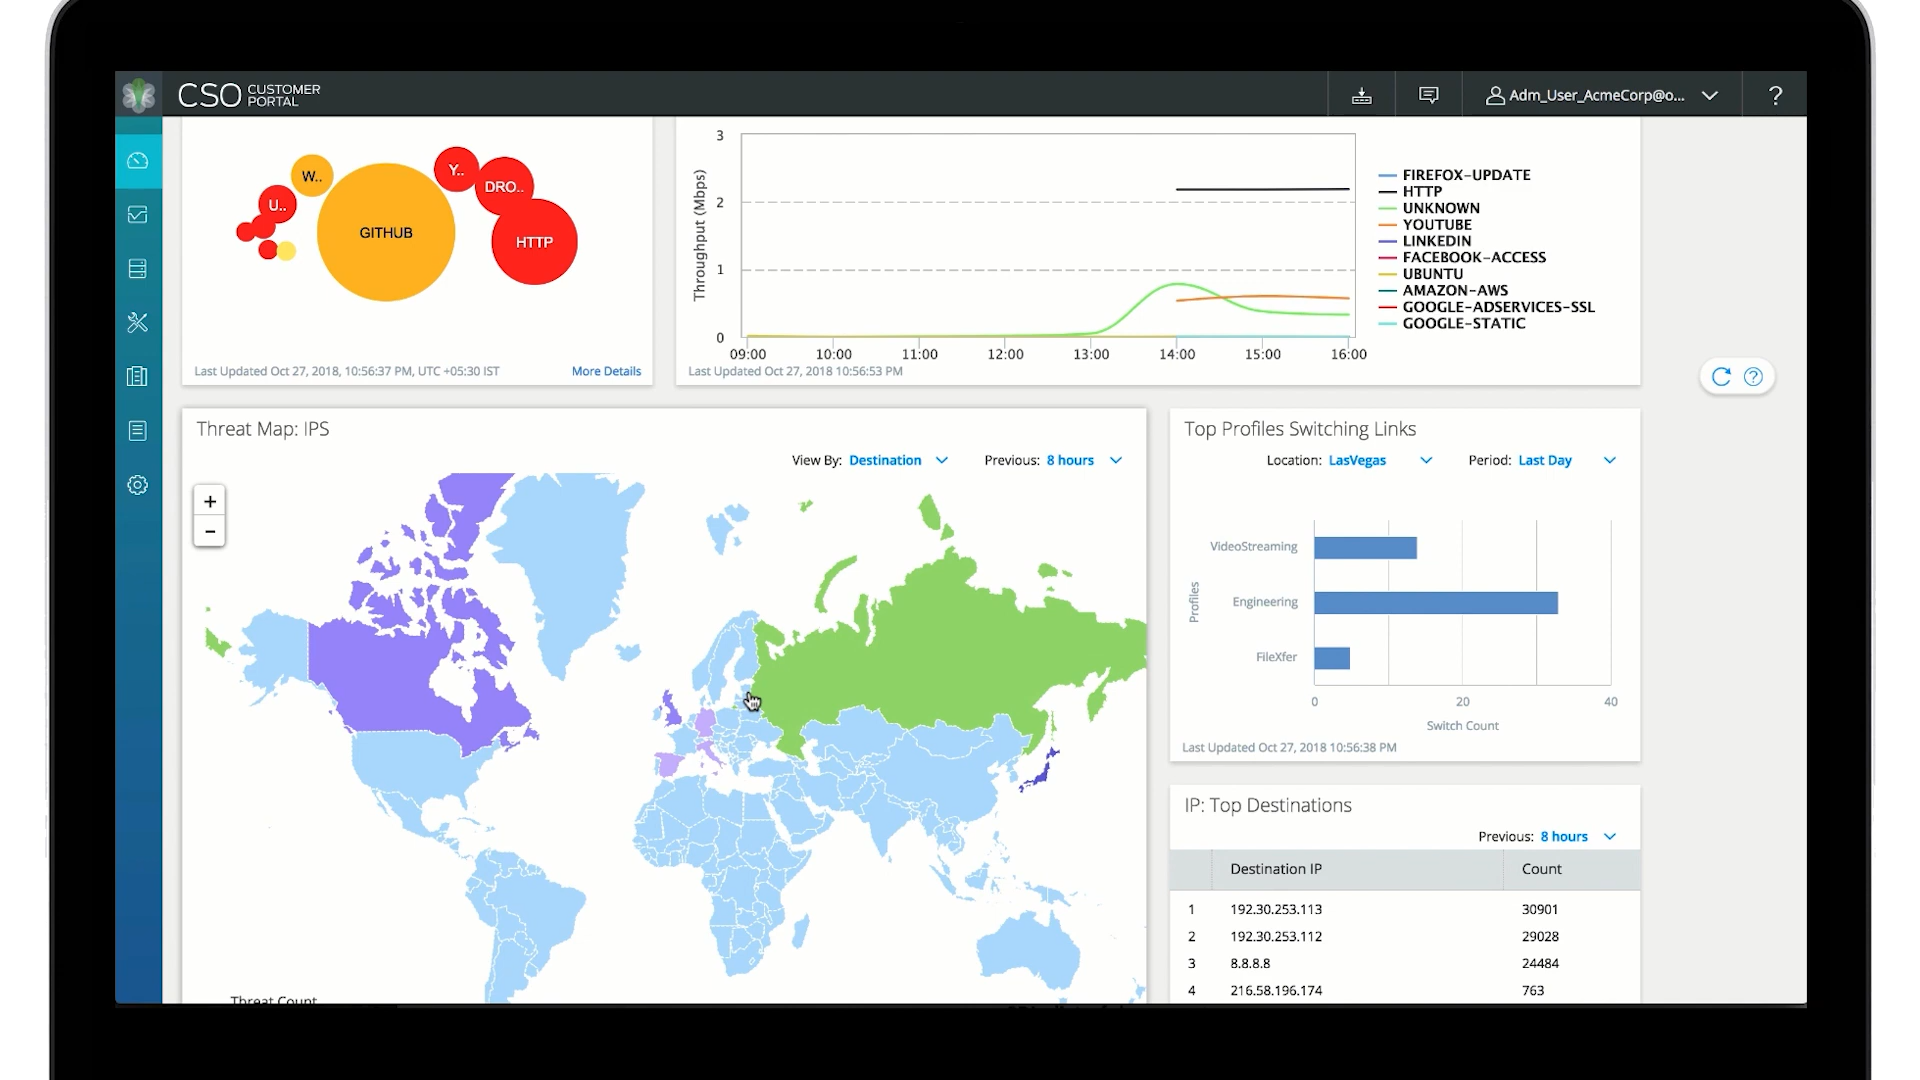 CSO CUSTOMER PORTAL
Adm_User_AcmeCorp@o...
?
W..
Y..
DRO..
U..
GITHUB
HTTP
Last Updated Oct 27, 2018, 10:56:37 PM, UTC +05:30 IST
More Details
Throughput (Mbps)
3
2
1
0
09:00 10:00 11:00 12:00 13:00 14:00 15:00 16:00
FIREFOX-UPDATE
HTTP
UNKNOWN
YOUTUBE
LINKEDIN
FACEBOOK-ACCESS
UBUNTU
AMAZON-AWS
GOOGLE-ADSERVICES-SSL
GOOGLE-STATIC
Last Updated Oct 27, 2018 10:56:53 PM
?
Threat Map: IPS
View By: Destination Previous: 8 hours
+
−
Threat Count
Top Profiles Switching Links
Location: LasVegas Period: Last Day
Profiles
VideoStreaming
Engineering
FileXfer
0 20 40
Switch Count
Last Updated Oct 27, 2018 10:56:38 PM
IP: Top Destinations
Previous: 8 hours
Destination IP Count
1 192.30.253.113 30901
2 192.30.253.112 29028
3 8.8.8.8 24484
4 216.58.196.174 763